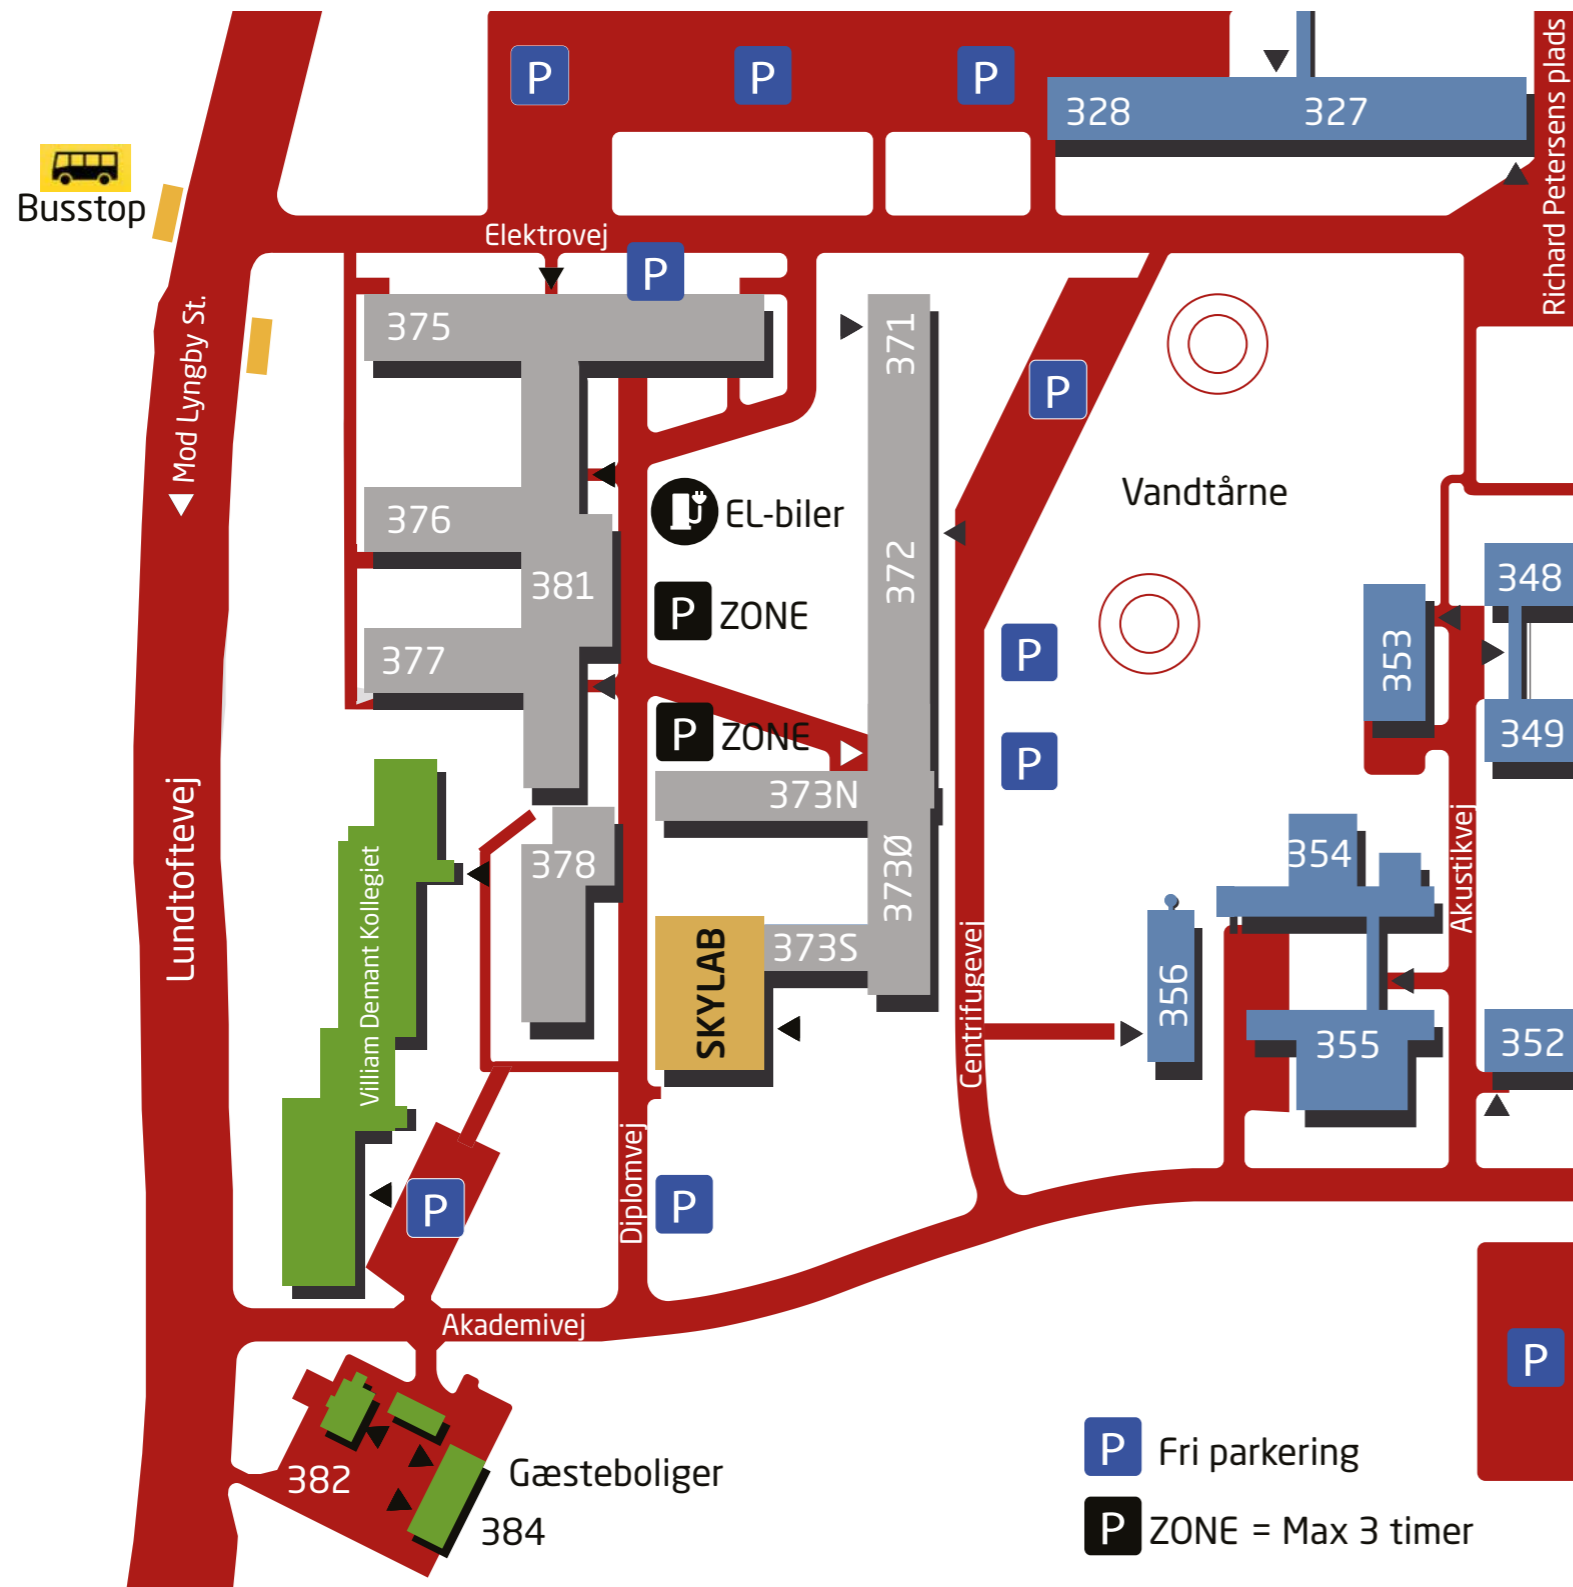 P
P
P
328
327
Richard Petersens plads
Busstop
Elektrovej
P
375
371
Mod Lyngby St.
P
376
EL-biler
Vandtårne
372
381
348
P ZONE
377
P
353
349
P ZONE
P
373N
Lundtoftevej
Villiam Demant Kollegiet
378
373Ø
354
Akustikvej
SKYLAB
373S
Centrifugevej
356
355
352
Diplomvej
P
P
Akademivej
P
382
Gæsteboliger
384
P Fri parkering
P ZONE = Max 3 timer